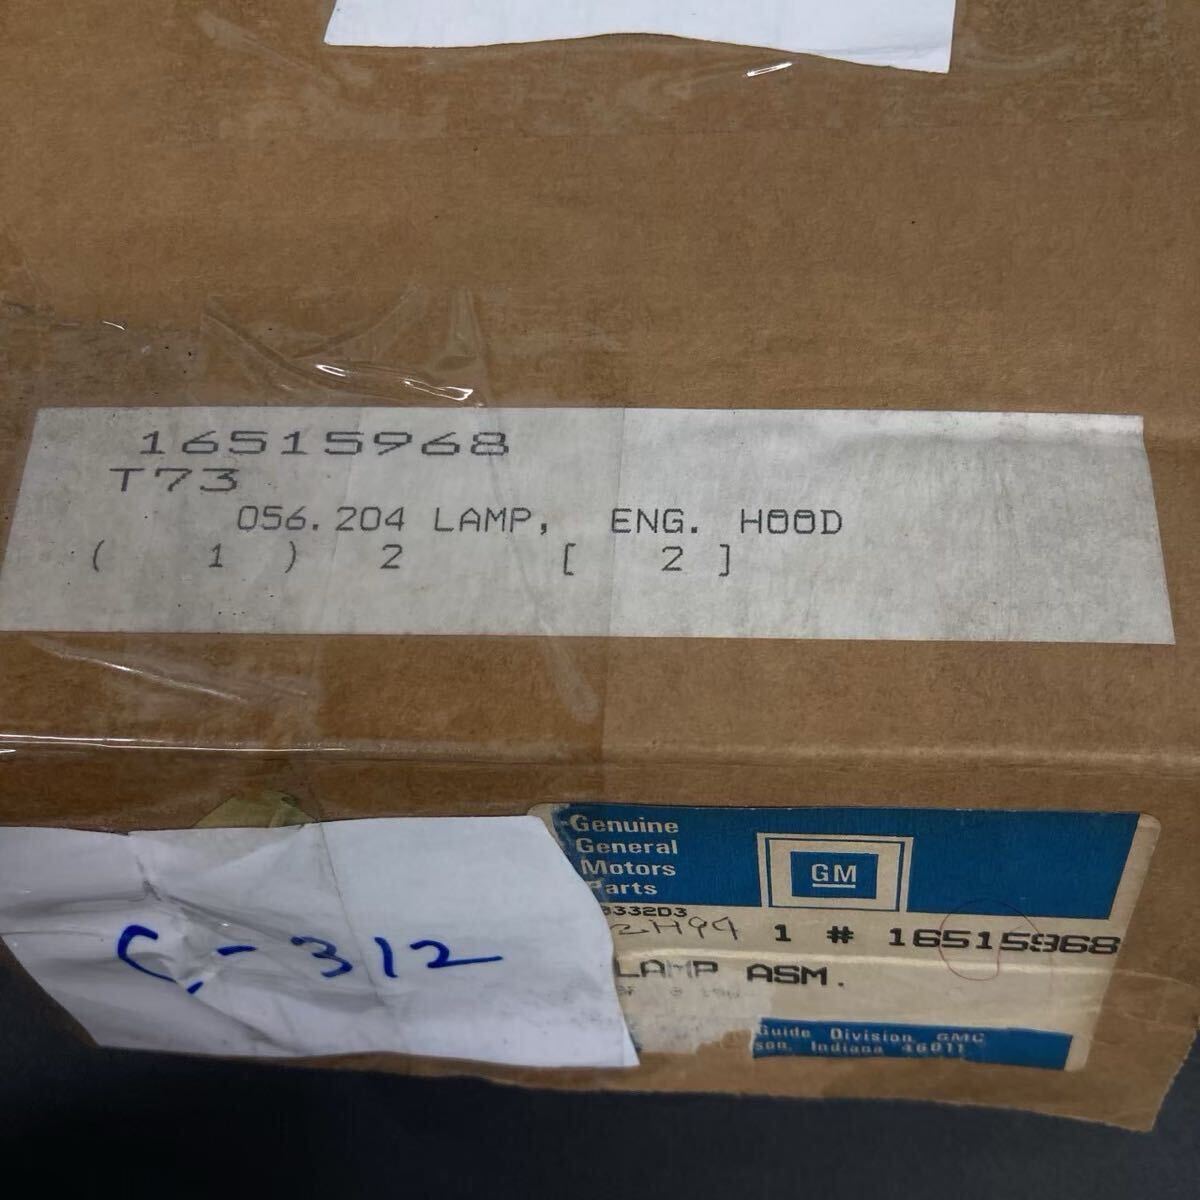 16515968
T73
056.204 LAMP, ENG. HOOD
( 1 ) 2 [ 2 ]
Genuine
General
Motors
Parts
GM
C-312
1 # 16515968
LAMP ASM.
Guide Division GMC
Indiana 46011